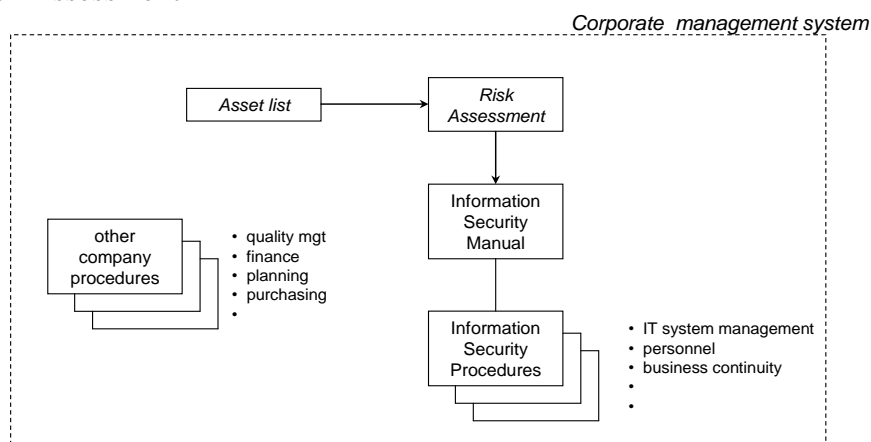 Corporate management system
Asset list
Risk
Assessment
Information
Security
Manual
other
company
procedures
• quality mgt
• finance
• planning
• purchasing
•
Information
Security
Procedures
• IT system management
• personnel
• business continuity
•
•